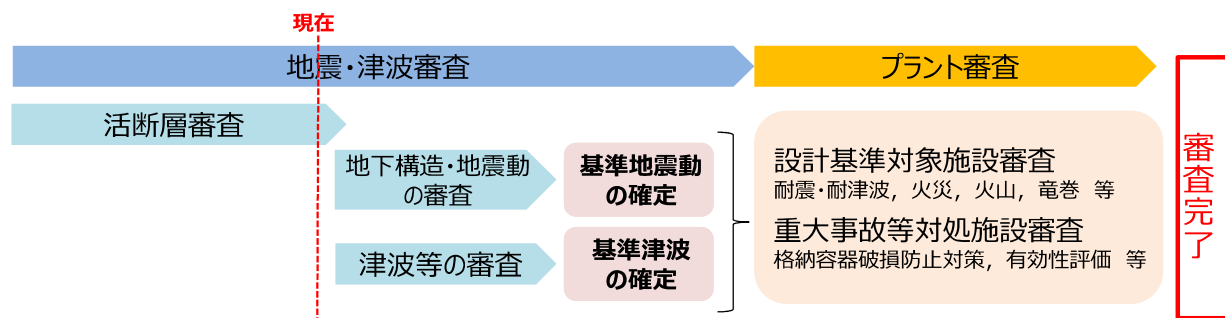 現在
地震・津波審査
プラント審査
活断層審査
地下構造・地震動
の審査
基準地震動
の確定
津波等の審査
基準津波
の確定
設計基準対象施設審査
耐震・耐津波，火災，火山，竜巻　等
重大事故等対処施設審査
格納容器破損防止対策，有効性評価　等
審査完了